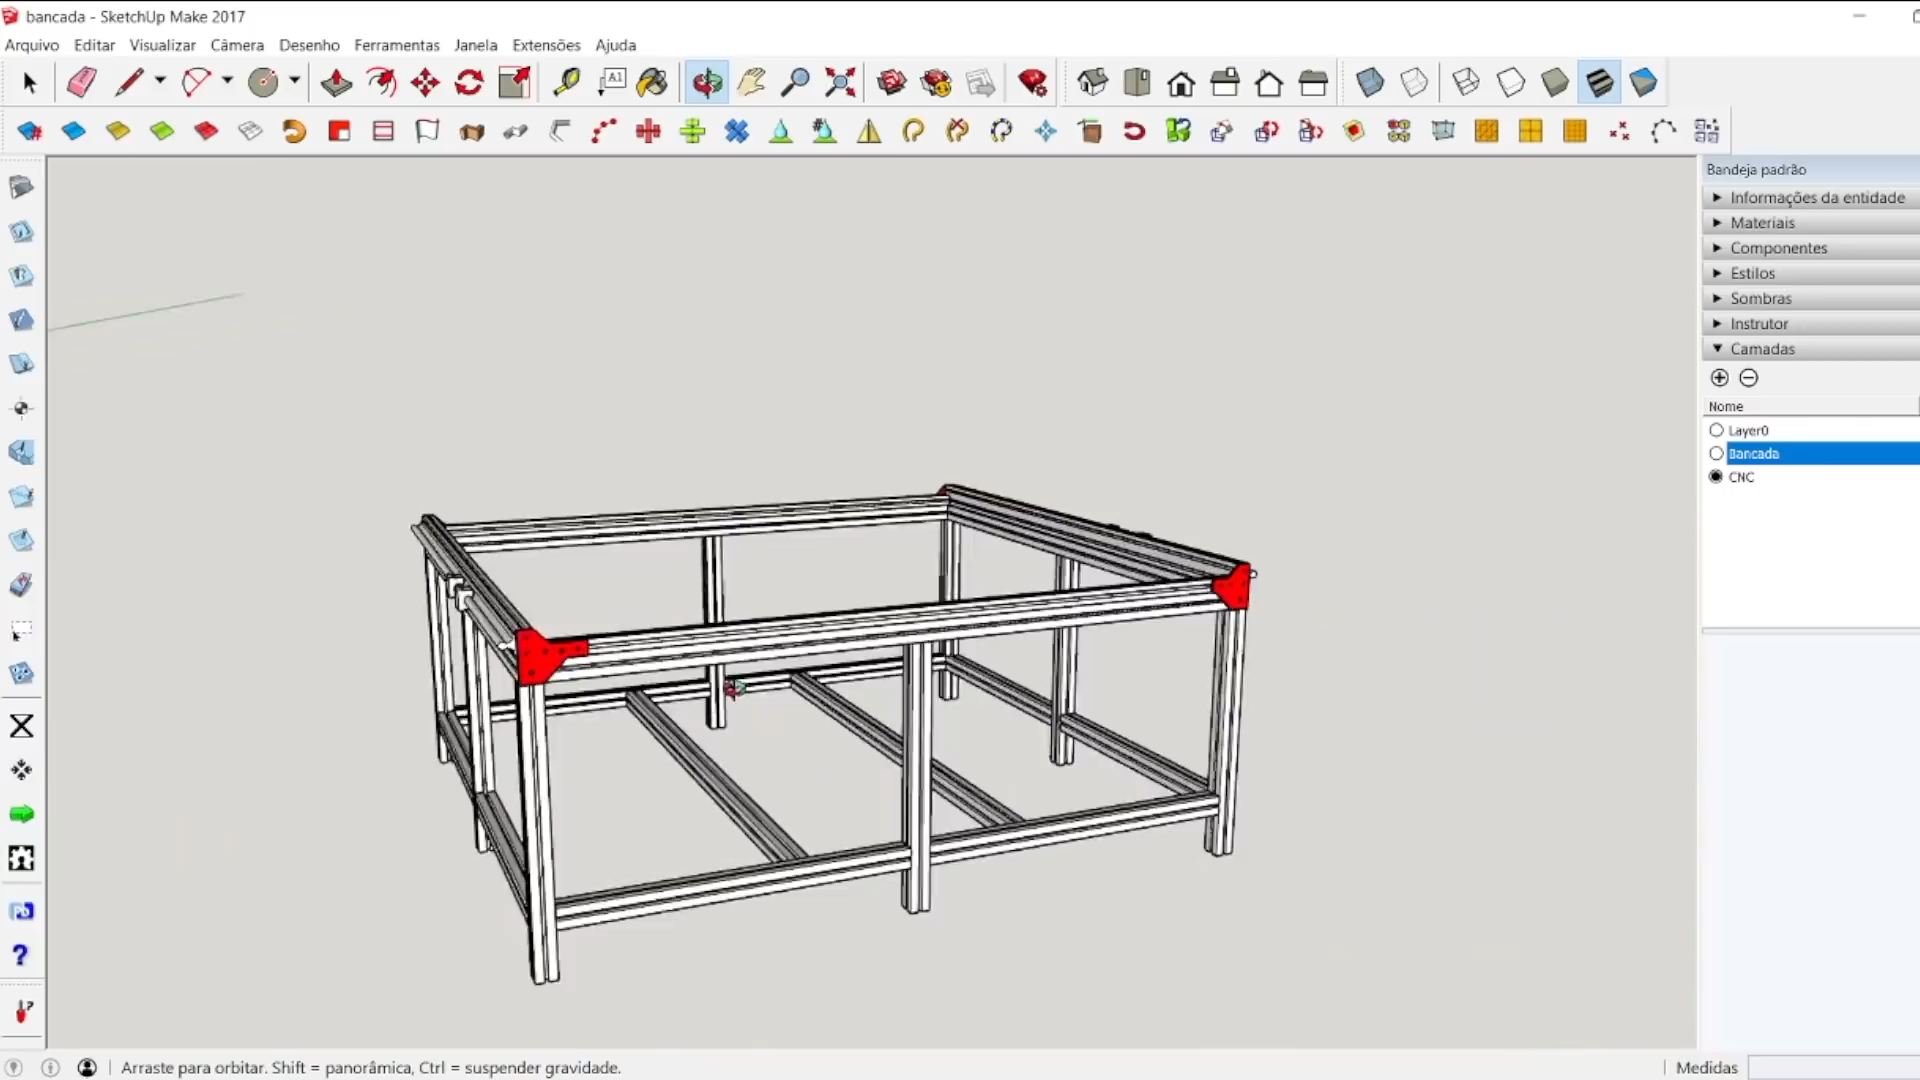 bancada - SketchUp Make 2017
Arquivo Editar Visualizar Câmera Desenho Ferramentas Janela Extensões Ajuda
A1
Bandeja padrão
Informações da entidade
Materiais
Componentes
Estilos
Sombras
Instrutor
Camadas
Nome
Layer0
Bancada
CNC
?
Arraste para orbitar. Shift = panorâmica, Ctrl = suspender gravidade.
Medidas